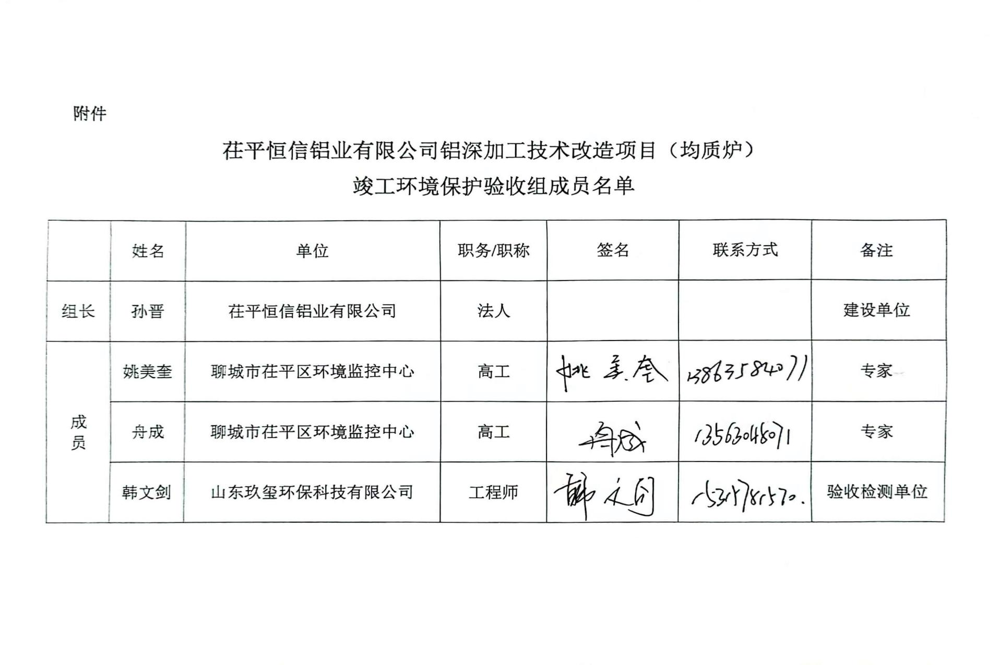 附件
茌平恒信铝业有限公司铝深加工技术改造项目（均质炉）
竣工环境保护验收组成员名单
姓名 单位 职务/职称 签名 联系方式 备注
组长 孙晋 茌平恒信铝业有限公司 法人 建设单位
成员
姚美奎 聊城市茌平区环境监控中心 高工 姚美奎 13863584071 专家
舟成 聊城市茌平区环境监控中心 高工 舟成 13563048071 专家
韩文剑 山东玖玺环保科技有限公司 工程师 15315781570. 验收检测单位